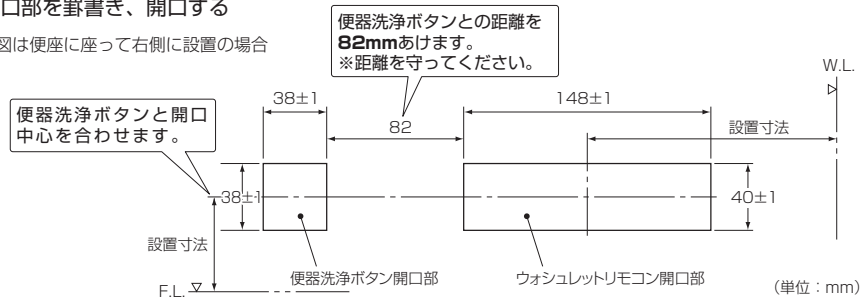 口部を罫書き、開口する
図は便座に座って右側に設置の場合
便器洗浄ボタンとの距離を
82mmあけます。
※距離を守ってください。
W.L.
便器洗浄ボタンと開口
中心を合わせます。
38±1
82
148±1
設置寸法
38±1
40±1
設置寸法
便器洗浄ボタン開口部
ウォシュレットリモコン開口部
F.L.
(単位：mm)